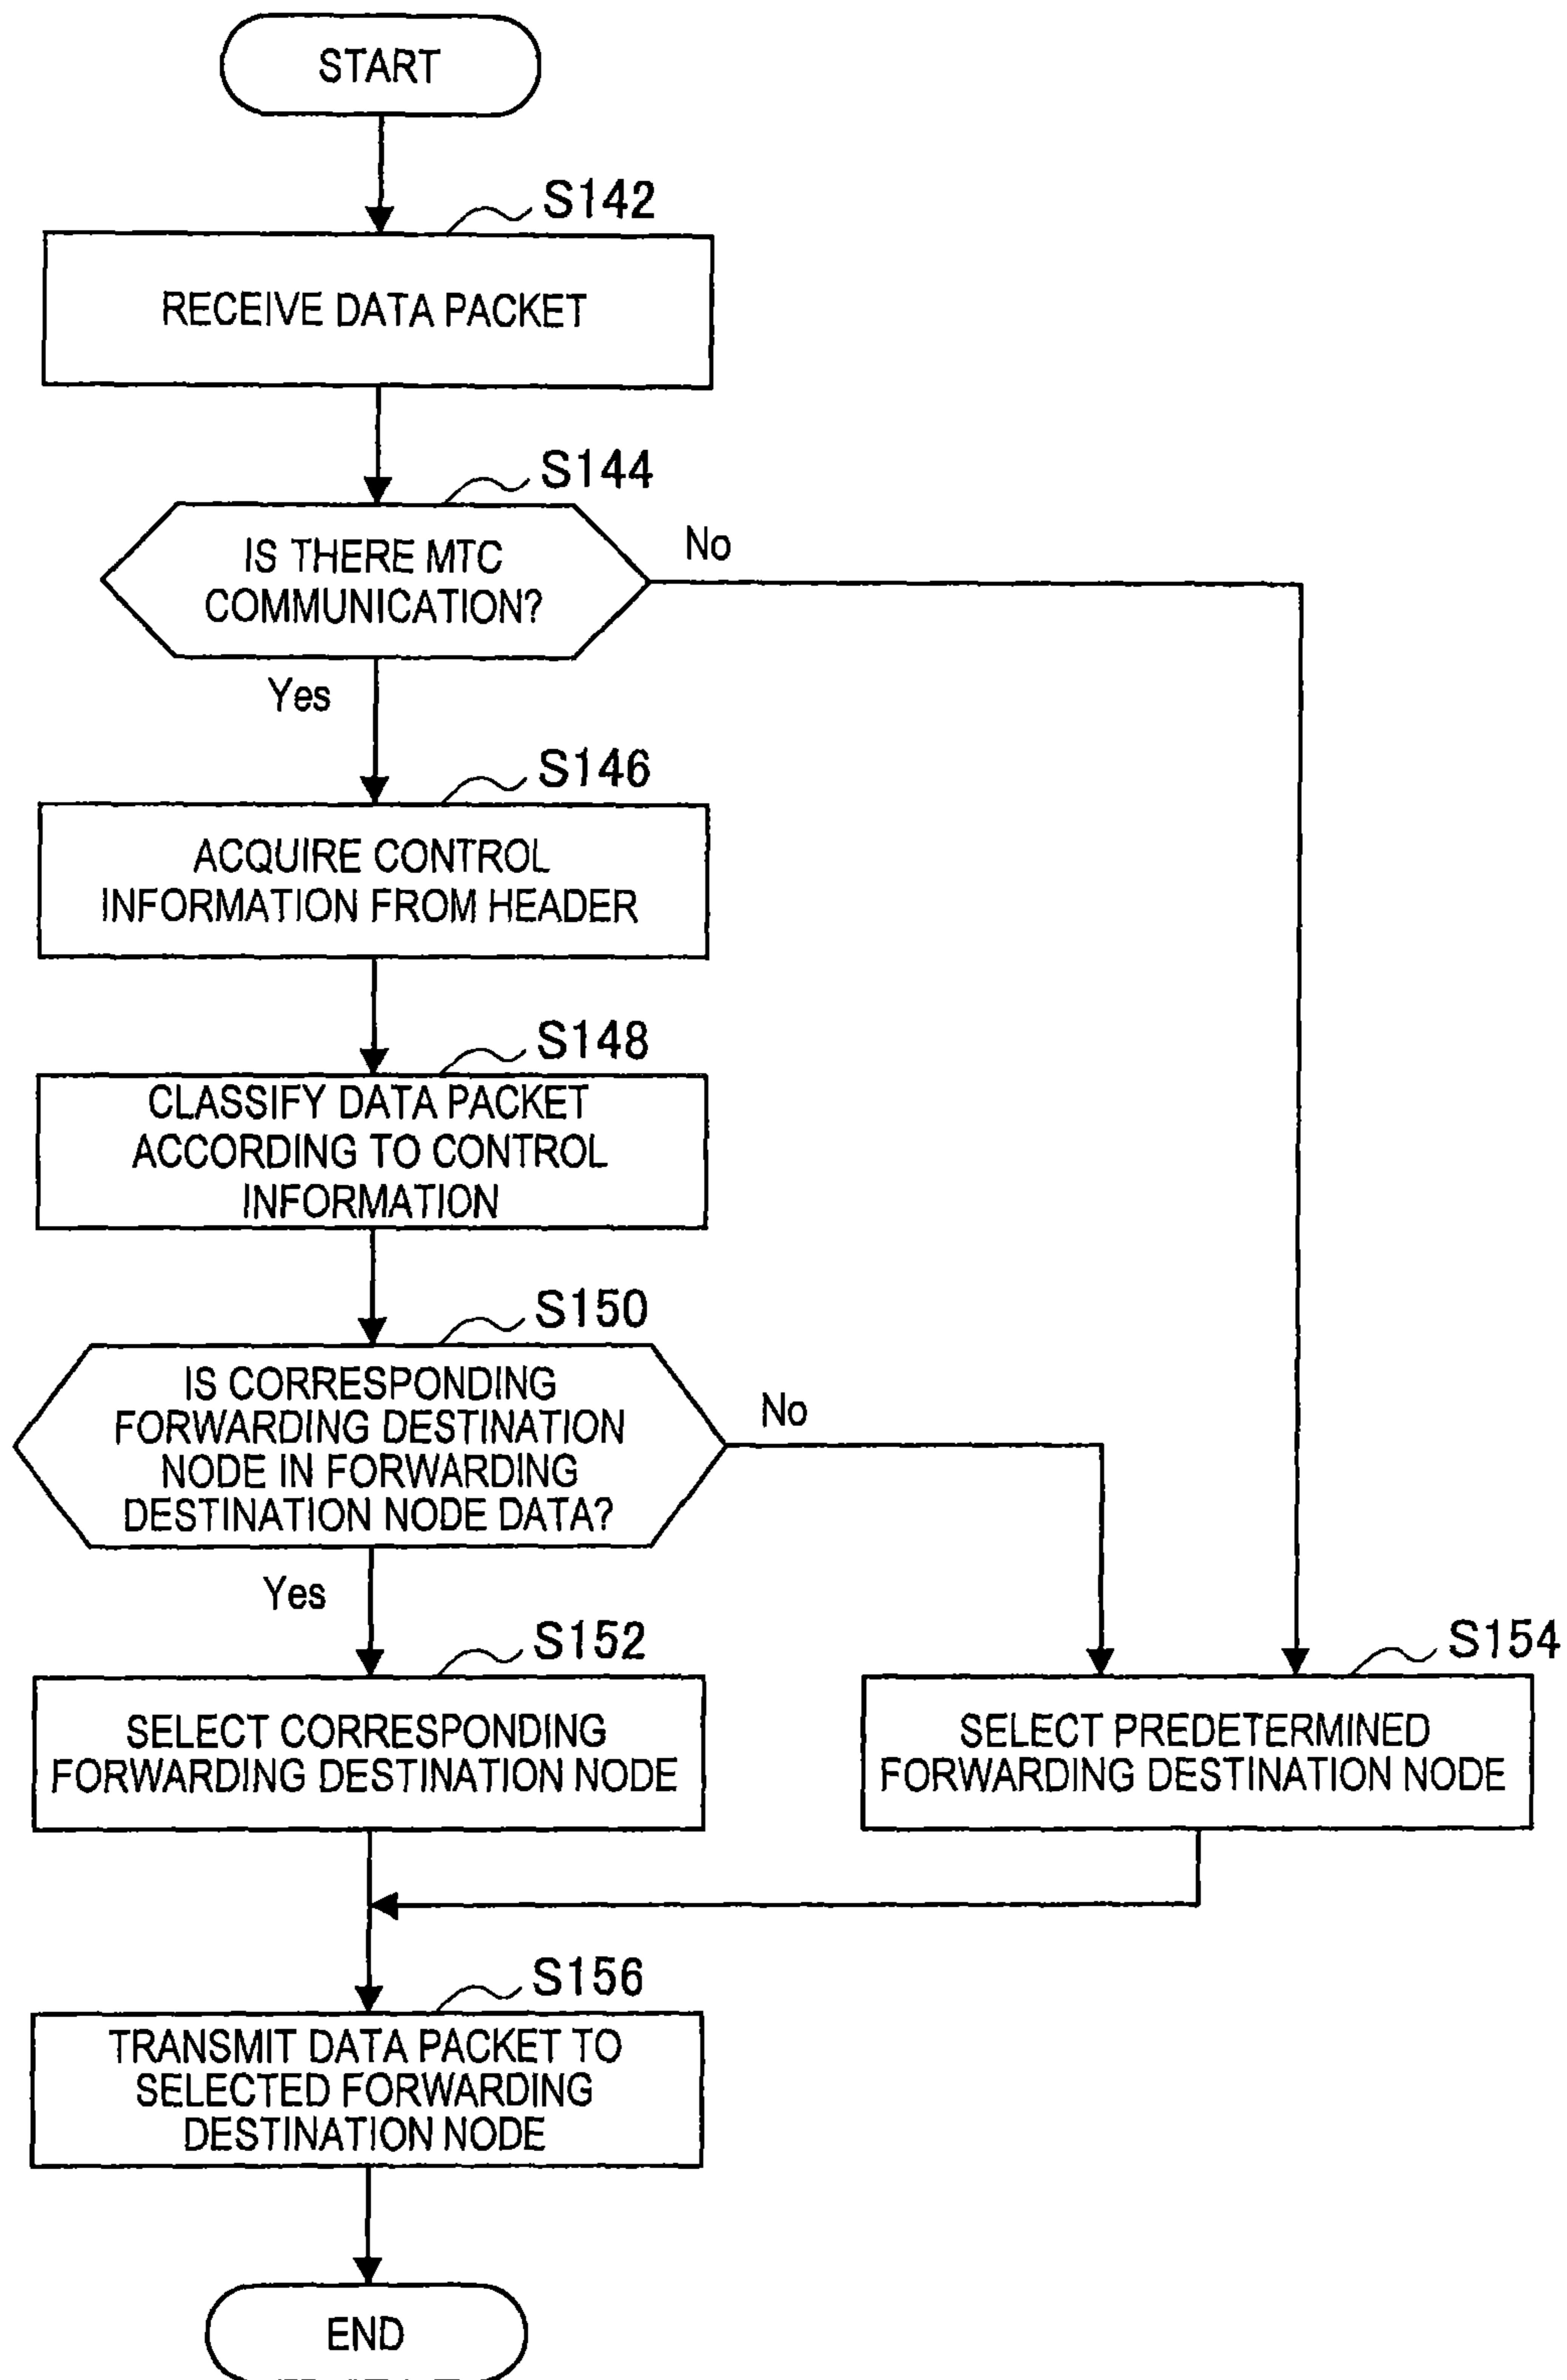 START
S142
RECEIVE DATA PACKET
S144
IS THERE MTC
COMMUNICATION?
No
Yes
S146
ACQUIRE CONTROL
INFORMATION FROM HEADER
S148
CLASSIFY DATA PACKET
ACCORDING TO CONTROL
INFORMATION
S150
IS CORRESPONDING
FORWARDING DESTINATION
NODE IN FORWARDING
DESTINATION NODE DATA?
No
Yes
S152
SELECT CORRESPONDING
FORWARDING DESTINATION NODE
S154
SELECT PREDETERMINED
FORWARDING DESTINATION NODE
S156
TRANSMIT DATA PACKET TO
SELECTED FORWARDING
DESTINATION NODE
END